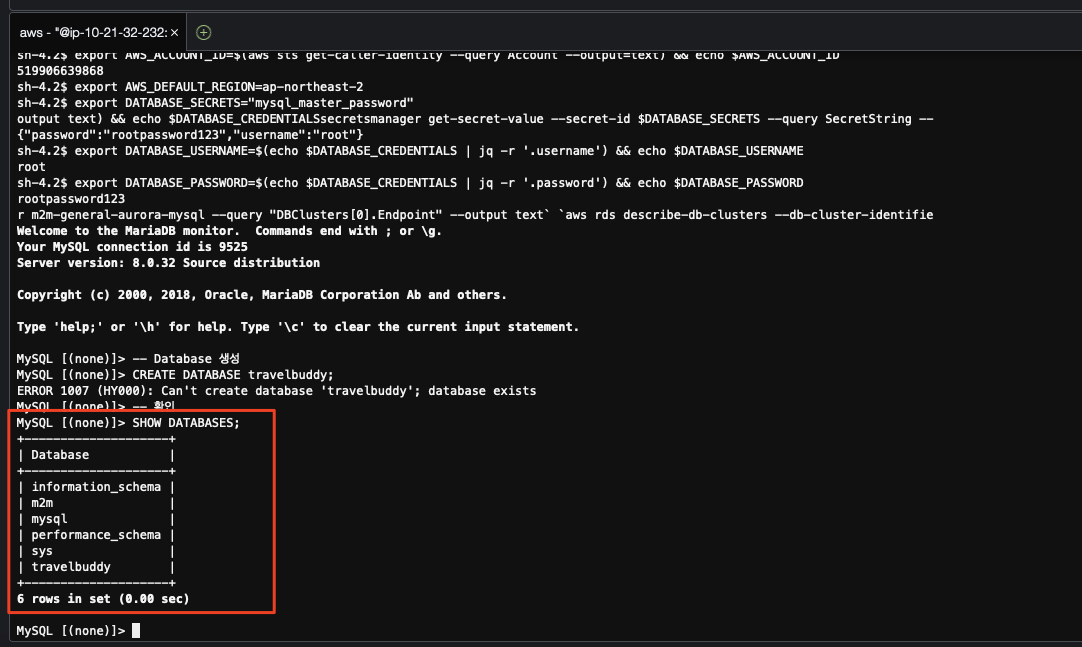 aws - "@ip-10-21-32-232: ×
sh-4.2$ export AWS_ACCOUNT_ID=$(aws sts get-caller-identity --query Account --output=text) && echo $AWS_ACCOUNT_ID
519906639868
sh-4.2$ export AWS_DEFAULT_REGION=ap-northeast-2
sh-4.2$ export DATABASE_SECRETS="mysql_master_password"
output text) && echo $DATABASE_CREDENTIALSsecretsmanager get-secret-value --secret-id $DATABASE_SECRETS --query SecretString --
{"password":"rootpassword123","username":"root"}
sh-4.2$ export DATABASE_USERNAME=$(echo $DATABASE_CREDENTIALS | jq -r '.username') && echo $DATABASE_USERNAME
root
sh-4.2$ export DATABASE_PASSWORD=$(echo $DATABASE_CREDENTIALS | jq -r '.password') && echo $DATABASE_PASSWORD
rootpassword123
r m2m-general-aurora-mysql --query "DBClusters[0].Endpoint" --output text` `aws rds describe-db-clusters --db-cluster-identifie
Welcome to the MariaDB monitor.  Commands end with ; or \g.
Your MySQL connection id is 9525
Server version: 8.0.32 Source distribution
Copyright (c) 2000, 2018, Oracle, MariaDB Corporation Ab and others.
Type 'help;' or '\h' for help. Type '\c' to clear the current input statement.
MySQL [(none)]> -- Database 생성
MySQL [(none)]> CREATE DATABASE travelbuddy;
ERROR 1007 (HY000): Can't create database 'travelbuddy'; database exists
MySQL [(none)]> -- 확인
MySQL [(none)]> SHOW DATABASES;
+--------------------+
| Database           |
+--------------------+
| information_schema |
| m2m                |
| mysql              |
| performance_schema |
| sys                |
| travelbuddy        |
+--------------------+
6 rows in set (0.00 sec)
MySQL [(none)]>